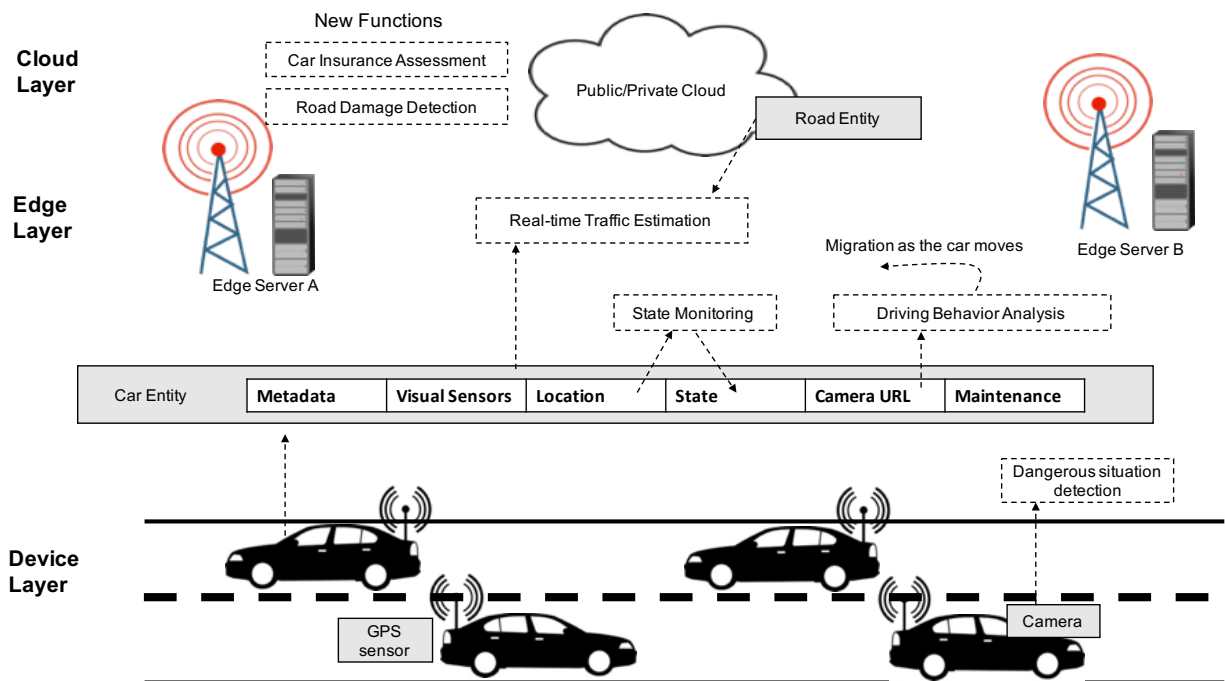 New Functions
Cloud
Layer
Car Insurance Assessment
Road Damage Detection
Public/Private Cloud
Road Entity
Edge
Layer
Real-time Traffic Estimation
Edge Server A
Edge Server B
Migration as the car moves
State Monitoring
Driving Behavior Analysis
Car Entity
Metadata
Visual Sensors
Location
State
Camera URL
Maintenance
Dangerous situation
detection
Device
Layer
GPS
sensor
Camera